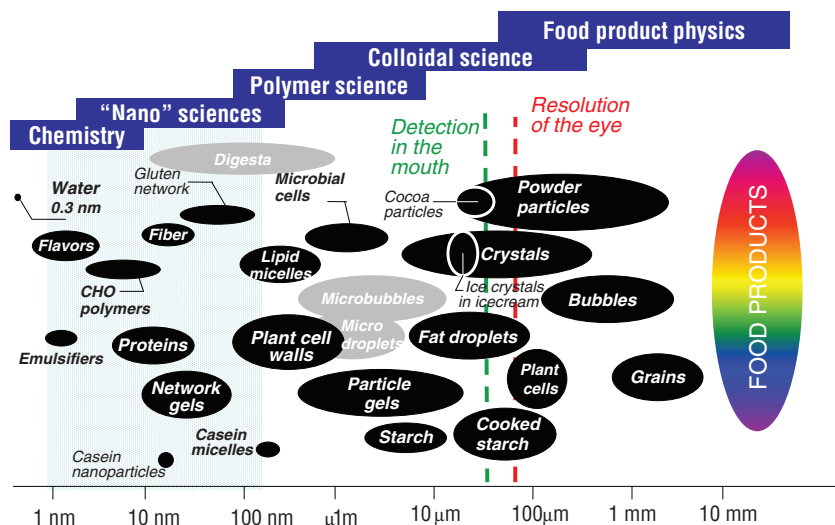 Food product physics
Colloidal science
Polymer science
“Nano” sciences
Chemistry
Detection
in the
mouth
Resolution
of the eye
Digesta
Gluten
network
Microbial
cells
Cocoa
particles
Powder
particles
Water
0.3 nm
Flavors
Fiber
Lipid
micelles
Crystals
CHO
polymers
Ice crystals
in icecream
Microbubbles
Bubbles
Micro
droplets
Emulsifiers
Proteins
Plant cell
walls
Fat droplets
Network
gels
Particle
gels
Plant
cells
Grains
Casein
micelles
Starch
Cooked
starch
Casein
nanoparticles
FOOD PRODUCTS
1 nm
10 nm
100 nm
µ1m
10 µm
100µm
1 mm
10 mm